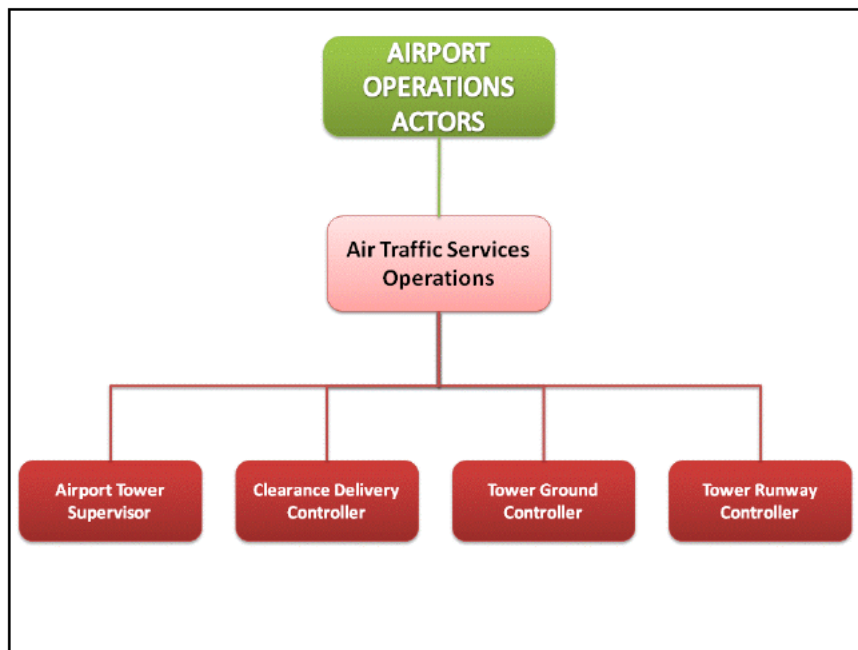 AIRPORT
OPERATIONS
ACTORS
Air Traffic Services
Operations
Airport Tower
Supervisor
Clearance Delivery
Controller
Tower Ground
Controller
Tower Runway
Controller